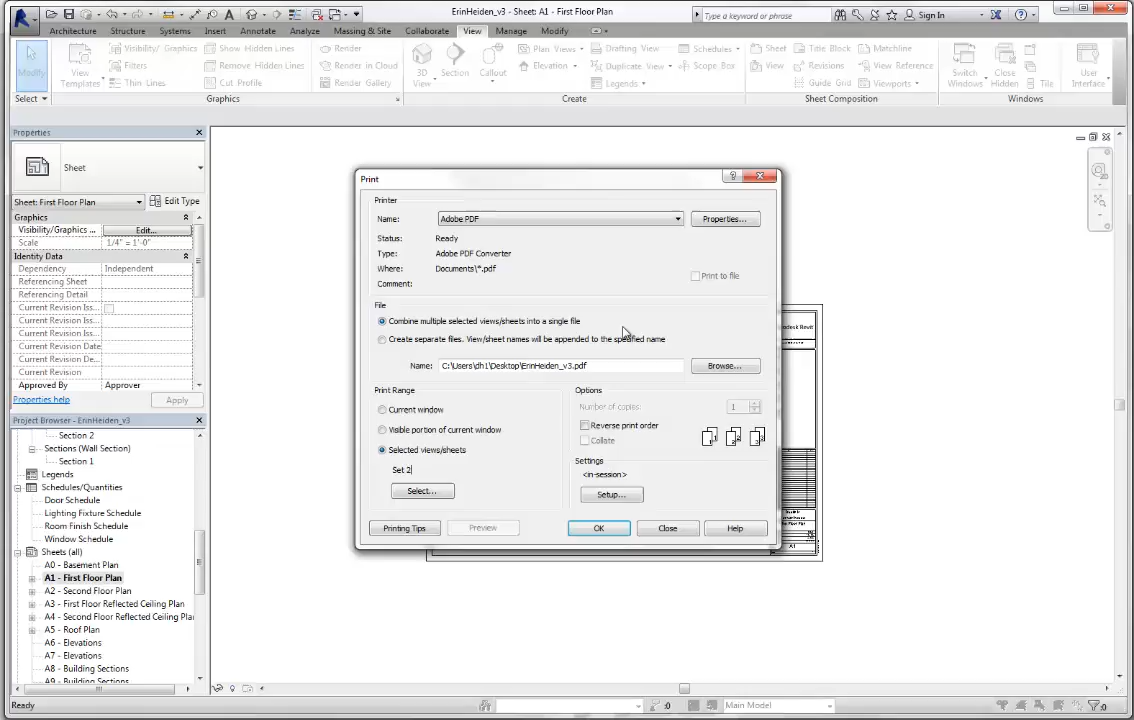 ErinHeiden_v3 - Sheet: A1 - First Floor Plan
Type a keyword or phrase
Sign In
Architecture Structure Systems Insert Annotate Analyze Massing & Site Collaborate View Manage Modify
Modify
Select
View Templates
Visibility/ Graphics
Filters
Thin Lines
Show Hidden Lines
Remove Hidden Lines
Cut Profile
Render
Render in Cloud
Render Gallery
Graphics
3D View
Section
Callout
Plan Views
Elevation
Drafting View
Duplicate View
Legends
Schedules
Scope Box
Create
Sheet
View
Title Block
Revisions
Guide Grid
Matchline
View Reference
Viewports
Sheet Composition
Switch Windows
Close Hidden
Tile
User Interface
Windows
Properties
Sheet
Sheet: First Floor Plan
Edit Type
Graphics
Visibility/Graphics ... Edit...
Scale 1/4" = 1'-0"
Identity Data
Dependency Independent
Referencing Sheet
Referencing Detail
Current Revision Iss...
Current Revision Iss...
Current Revision Iss...
Current Revision Date
Current Revision De...
Current Revision
Approved By Approver
Properties help
Apply
Project Browser - ErinHeiden_v3
Section 2
Sections (Wall Section)
Section 1
Legends
Schedules/Quantities
Door Schedule
Lighting Fixture Schedule
Room Finish Schedule
Window Schedule
Sheets (all)
A0 - Basement Plan
A1 - First Floor Plan
A2 - Second Floor Plan
A3 - First Floor Reflected Ceiling Plan
A4 - Second Floor Reflected Ceiling Plan
A5 - Roof Plan
A6 - Elevations
A7 - Elevations
A8 - Building Sections
A9 - Building Sections
Print
Printer
Name: Adobe PDF
Properties...
Status: Ready
Type: Adobe PDF Converter
Where: Documents\*.pdf
Comment:
Print to file
File
Combine multiple selected views/sheets into a single file
Create separate files. View/sheet names will be appended to the specified name
Name: C:\Users\dh1\Desktop\ErinHeiden_v3.pdf
Browse...
Print Range
Current window
Visible portion of current window
Selected views/sheets
Set 2
Select...
Options
Number of copies: 1
Reverse print order
Collate
Settings
<in-session>
Setup...
Printing Tips
Preview
OK
Close
Help
A1
Ready
:0
Main Model
:0